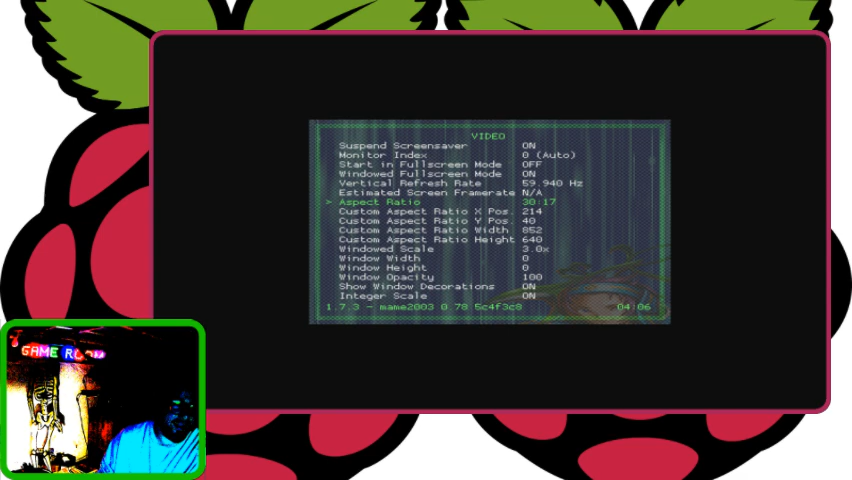 VIDEO
Suspend Screensaver ON
Monitor Index 0 (Auto)
Start in Fullscreen Mode OFF
Windowed Fullscreen Mode ON
Vertical Refresh Rate 59.940 Hz
Estimated Screen Framerate N/A
> Aspect Ratio 30:17
Custom Aspect Ratio X Pos. 214
Custom Aspect Ratio Y Pos. 40
Custom Aspect Ratio Width 852
Custom Aspect Ratio Height 640
Windowed Scale 3.0x
Window Width 0
Window Height 0
Window Opacity 100
Show Window Decorations ON
Integer Scale ON
1.7.3 - mame2003 0.78 5c4f3c8 04:06
GAME ROOM